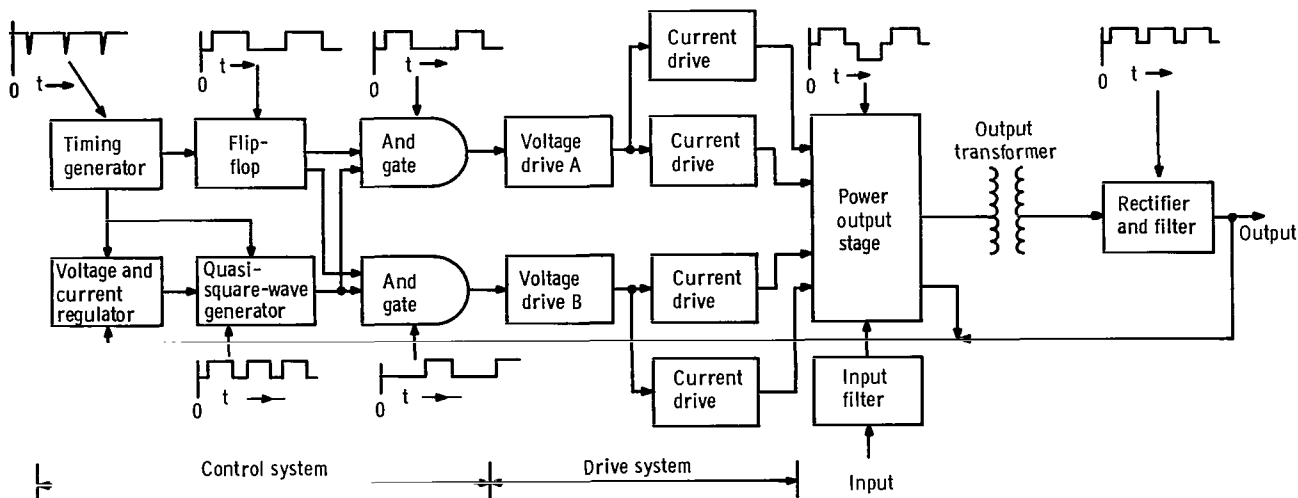 0
t
0
t
0
t
0
t
0
t
Timing
generator
Flip-
flop
And
gate
Voltage
drive A
Current
drive
Current
drive
Power
output
stage
Output
transformer
Rectifier
and filter
Output
Voltage and
current
regulator
Quasi-
square-wave
generator
And
gate
Voltage
drive B
Current
drive
Current
drive
Input
filter
0
t
0
t
Control system
Drive system
Input